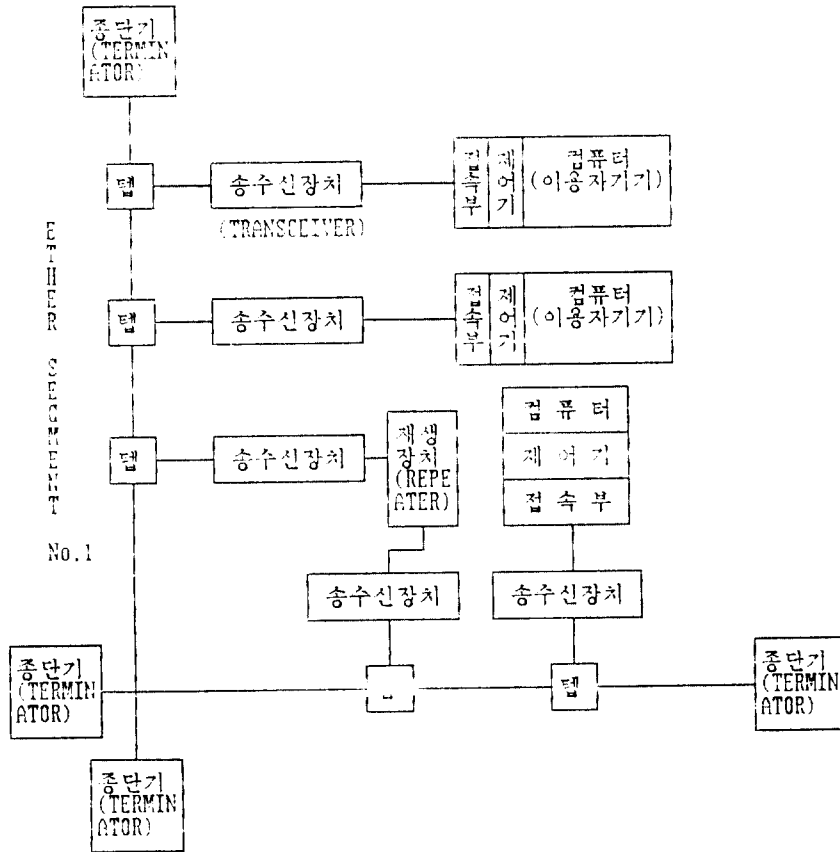 종단기
(TERMIN
ATOR)
텝
송수신장치
(TRANSCEIVER)
접속부
제어기
컴퓨터
(이용자기기)
ETHER SEGMENT No.1
텝
송수신장치
접속부
제어기
컴퓨터
(이용자기기)
텝
송수신장치
재생
장치
(REPE
ATER)
컴 퓨 터
제 어 기
접 속 부
송수신장치
송수신장치
종단기
(TERMIN
ATOR)
텝
종단기
(TERMIN
ATOR)
종단기
(TERMIN
ATOR)